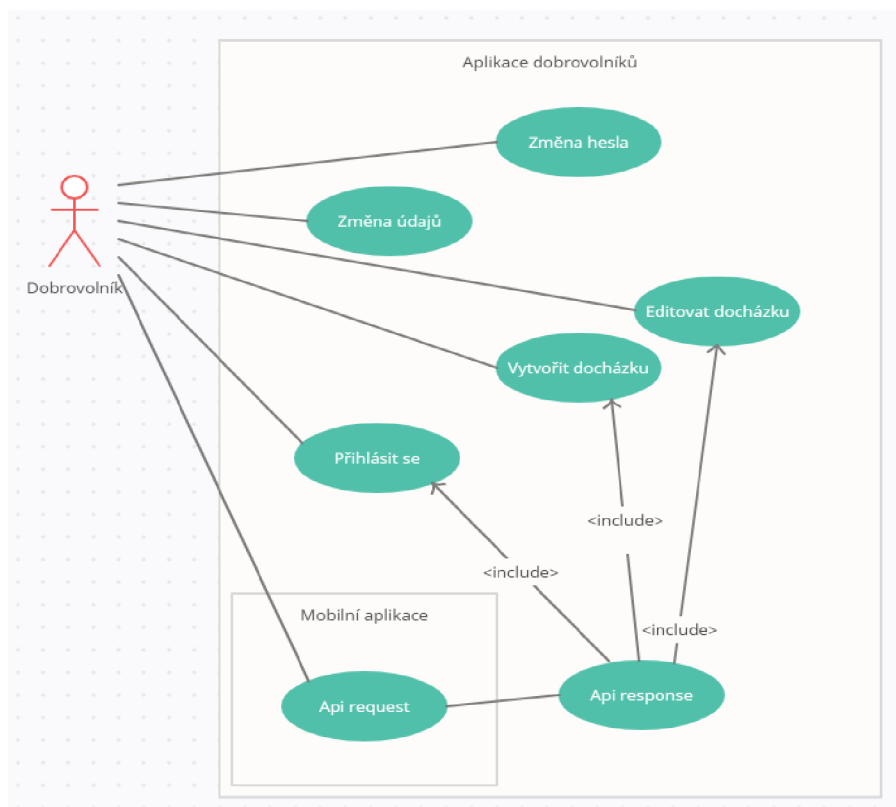 Aplikace dobrovolníků
Změna hesla
Změna údajů
Dobrovolník
Editovat docházku
Vytvořit docházku
Přihlásit se
<include>
<include>
<include>
Mobilní aplikace
Api request
Api response